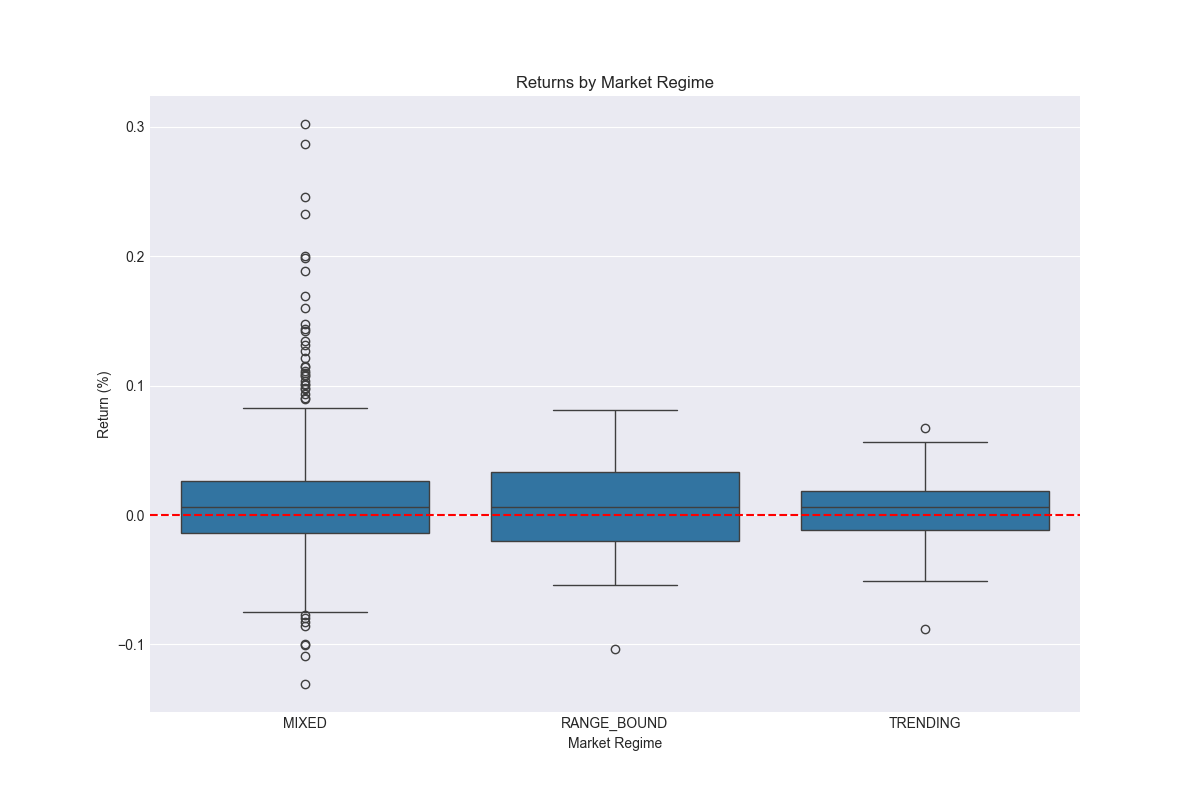 Returns by Market Regime
Return (%)
0.3
0.2
0.1
0.0
−0.1
MIXED
RANGE_BOUND
TRENDING
Market Regime